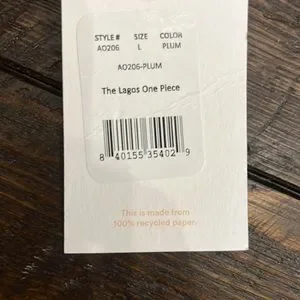 STYLE # SIZE COLOR
AO206 L PLUM
AO206-PLUM
The Lagos One Piece
8 40155 35402 9
This is made from
100% recycled paper.